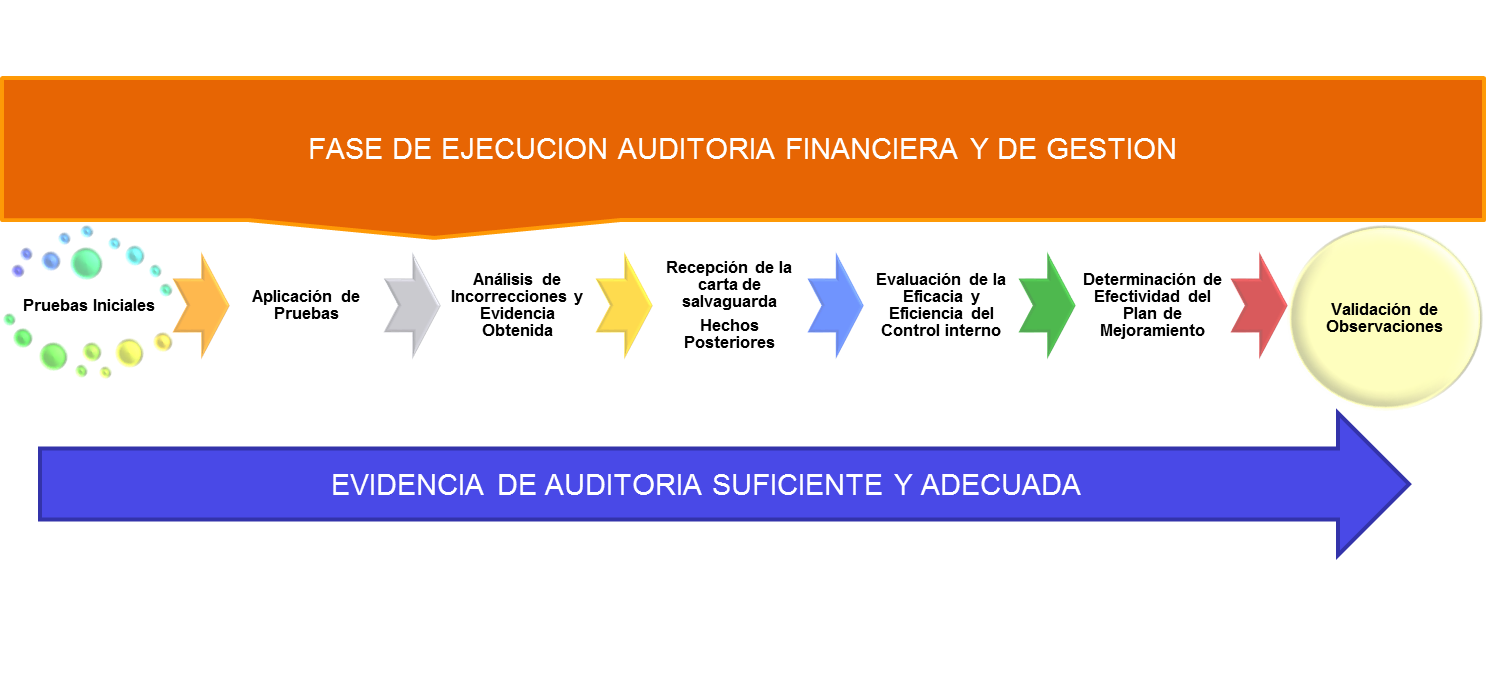 FASE DE EJECUCION AUDITORIA FINANCIERA Y DE GESTION
Pruebas Iniciales
Aplicación de
Pruebas
Análisis de
Incorrecciones y
Evidencia
Obtenida
Recepción de la
carta de
salvaguarda
Hechos
Posteriores
Evaluación de la
Eficacia y
Eficiencia del
Control interno
Determinación de
Efectividad del
Plan de
Mejoramiento
Validación de
Observaciones
EVIDENCIA DE AUDITORIA SUFICIENTE Y ADECUADA